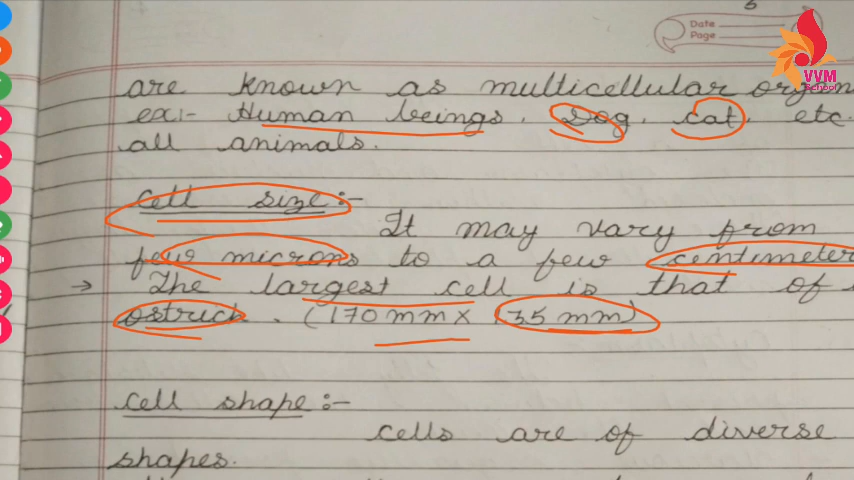 Date
Page
VVM
School
are known as multicellular organ
ex:- Human beings, Dog, cat, etc.
all animals.
cell size:-
It may vary from
few microns to a few centimeter
→ The largest cell is that of
ostrich. (170 mm x 135 mm)
cell shape:-
cells are of diverse
shapes.